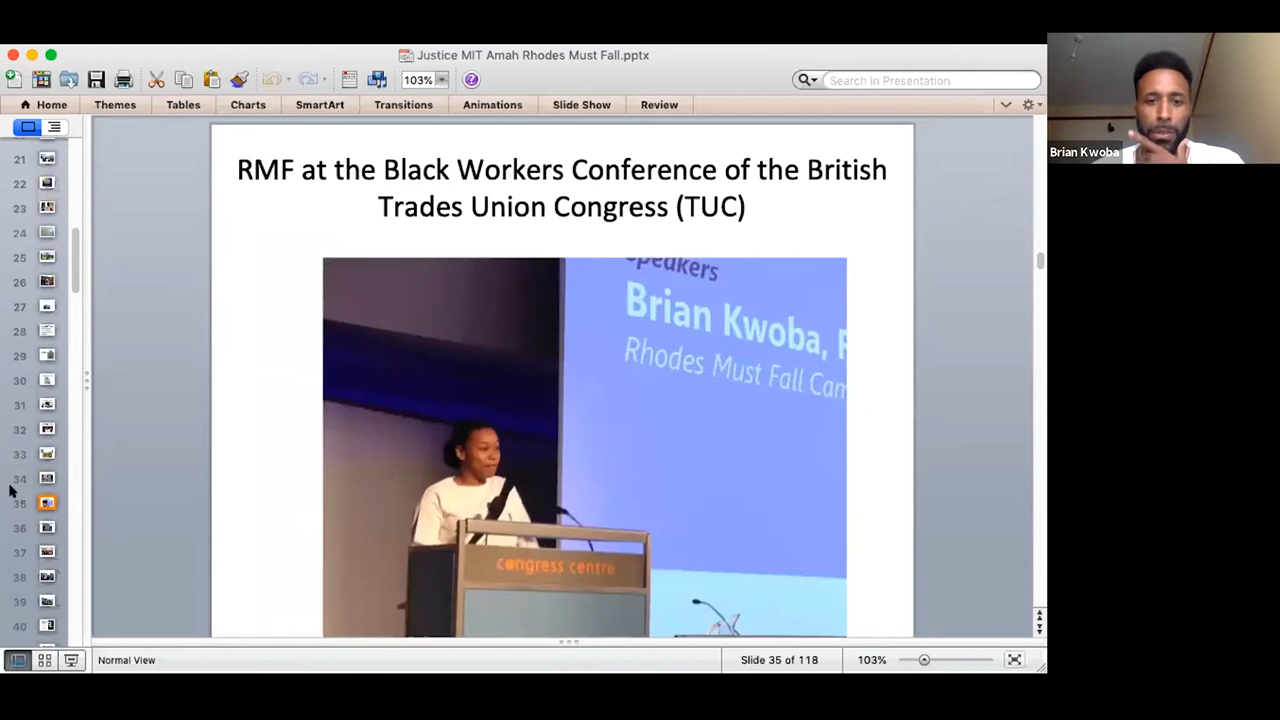 Justice MIT Amah Rhodes Must Fall.pptx
103%
Search in Presentation
Home Themes Tables Charts SmartArt Transitions Animations Slide Show Review
21
22
23
24
25
26
27
28
29
30
31
32
33
34
35
36
37
38
39
40
RMF at the Black Workers Conference of the British
Trades Union Congress (TUC)
Speakers
Brian Kwoba,
Rhodes Must Fall Cam
congress centre
Normal View
Slide 35 of 118
103%
Brian Kwoba